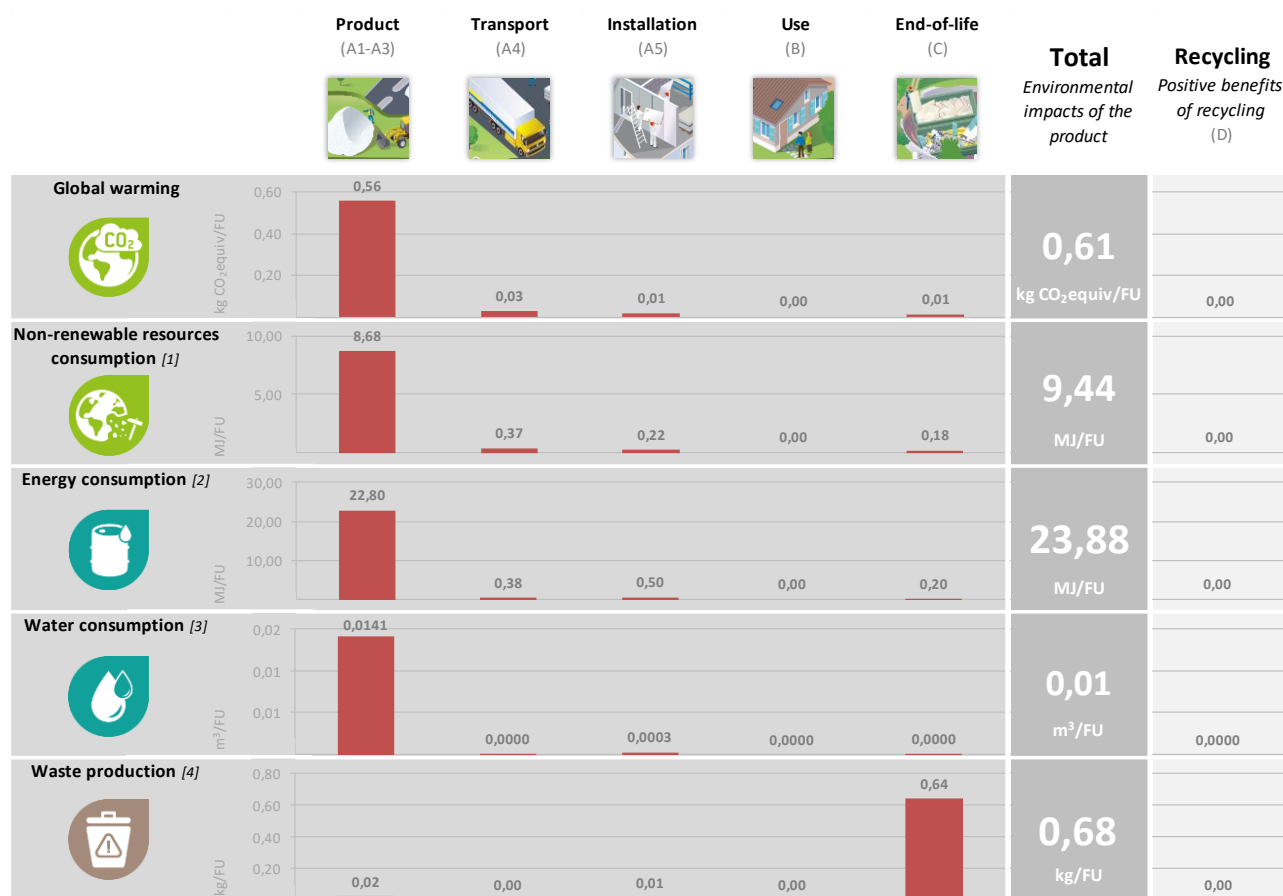 Product
(A1-A3)
Transport
(A4)
Installation
(A5)
Use
(B)
End-of-life
(C)
Total
Environmental
impacts of the
product
Recycling
Positive benefits
of recycling
(D)
Global warming
CO2
kg CO2equiv/FU
0,60
0,40
0,20
0,56
0,03
0,01
0,00
0,01
0,61
kg CO2equiv/FU
0,00
Non-renewable resources
consumption [1]
MJ/FU
10,00
5,00
8,68
0,37
0,22
0,00
0,18
9,44
MJ/FU
0,00
Energy consumption [2]
MJ/FU
30,00
20,00
10,00
22,80
0,38
0,50
0,00
0,20
23,88
MJ/FU
0,00
Water consumption [3]
m³/FU
0,02
0,01
0,01
0,0141
0,0000
0,0003
0,0000
0,0000
0,01
m³/FU
0,0000
Waste production [4]
kg/FU
0,80
0,60
0,40
0,20
0,02
0,00
0,01
0,00
0,64
0,68
kg/FU
0,00